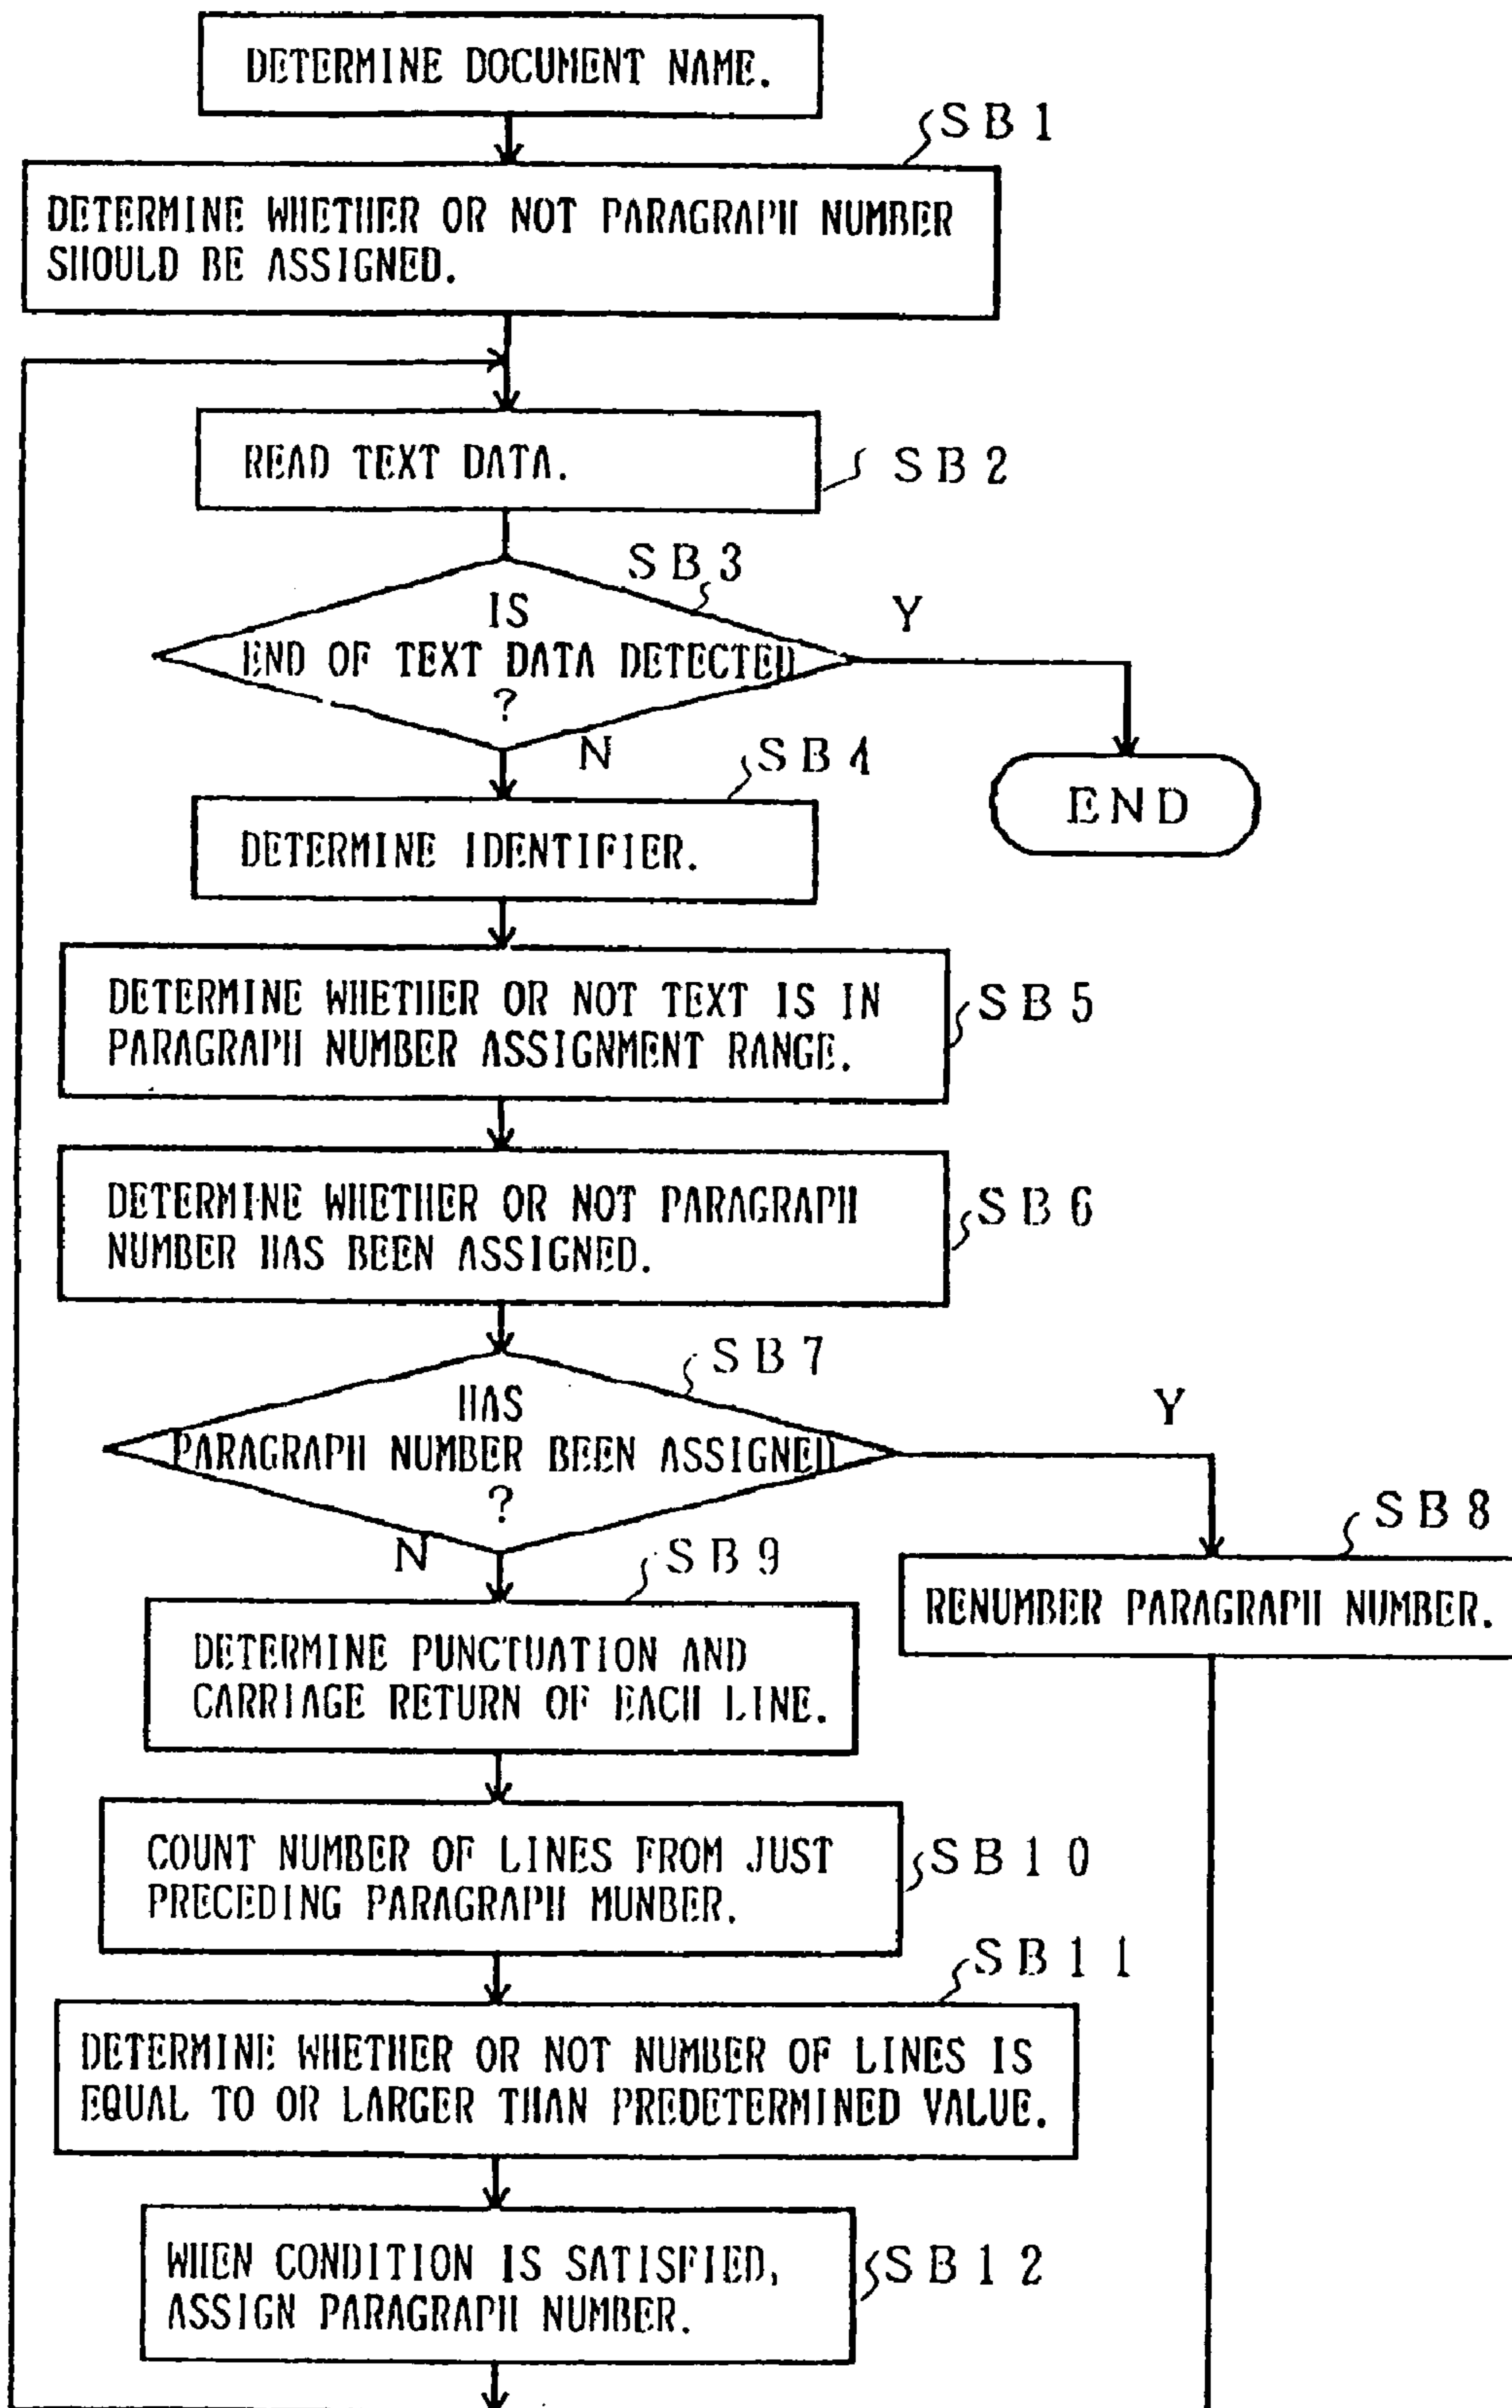 DETERMINE DOCUMENT NAME.
SB1
DETERMINE WHETHER OR NOT PARAGRAPH NUMBER
SHOULD BE ASSIGNED.
READ TEXT DATA.
SB2
SB3
IS
END OF TEXT DATA DETECTED
?
Y
N
SB4
END
DETERMINE IDENTIFIER.
DETERMINE WHETHER OR NOT TEXT IS IN
PARAGRAPH NUMBER ASSIGNMENT RANGE.
SB5
DETERMINE WHETHER OR NOT PARAGRAPH
NUMBER HAS BEEN ASSIGNED.
SB6
SB7
HAS
PARAGRAPH NUMBER BEEN ASSIGNED
?
Y
N
SB8
RENUMBER PARAGRAPH NUMBER.
SB9
DETERMINE PUNCTUATION AND
CARRIAGE RETURN OF EACH LINE.
COUNT NUMBER OF LINES FROM JUST
PRECEDING PARAGRAPH MUNBER.
SB10
SB11
DETERMINE WHETHER OR NOT NUMBER OF LINES IS
EQUAL TO OR LARGER THAN PREDETERMINED VALUE.
WHEN CONDITION IS SATISFIED,
ASSIGN PARAGRAPH NUMBER.
SB12